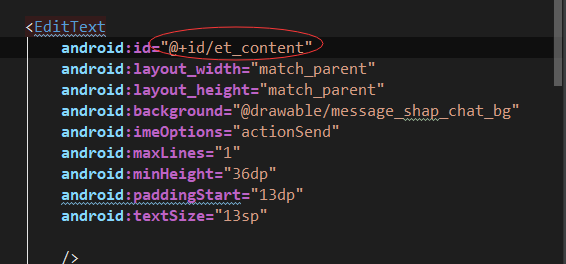 <EditText
android:id="@+id/et_content"
android:layout_width="match_parent"
android:layout_height="match_parent"
android:background="@drawable/message_shap_chat_bg"
android:imeOptions="actionSend"
android:maxLines="1"
android:minHeight="36dp"
android:paddingStart="13dp"
android:textSize="13sp"
/>